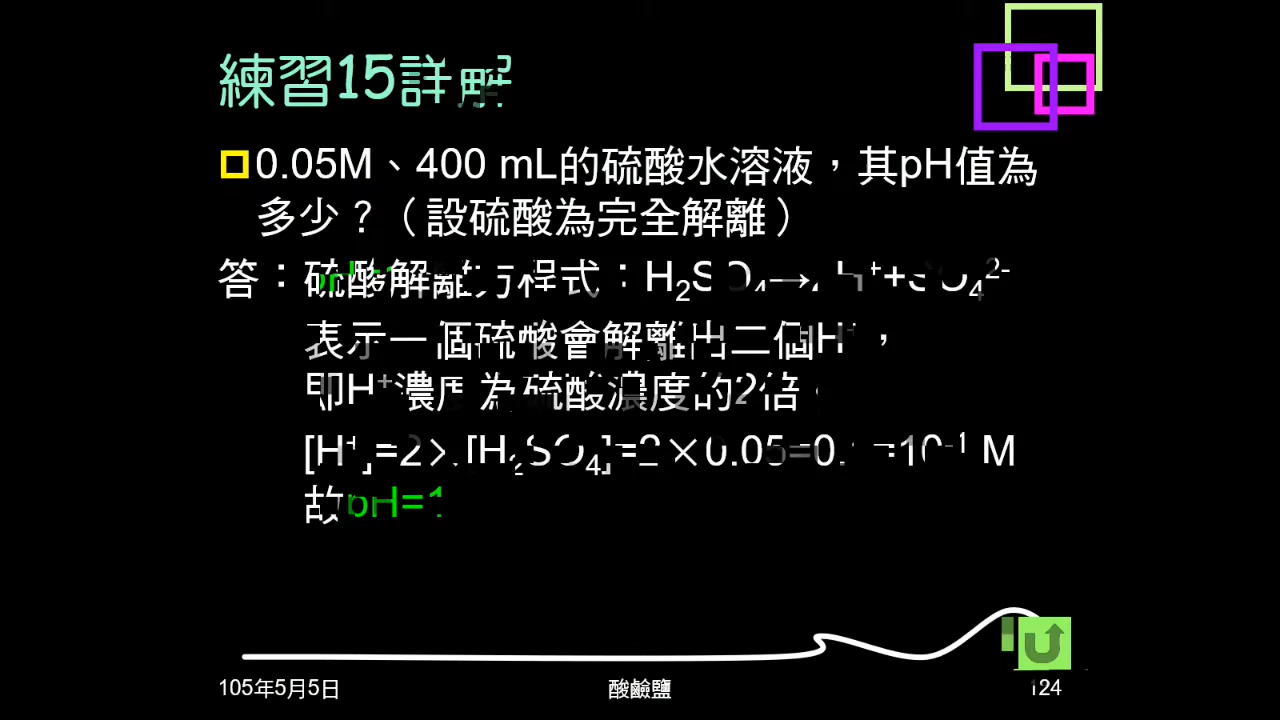 練習15詳解
0.05M、400 mL的硫酸水溶液，其pH值為
多少？（設硫酸為完全解離）
答：硫酸解離方程式：H₂SO₄→2H⁺+SO₄²⁻
表示一個硫酸會解離出二個H⁺，
即H⁺濃度為硫酸濃度的2倍。
[H⁺]=2×[H₂SO₄]=2×0.05=0.1=10⁻¹ M
故pH=1
105年5月5日
酸鹼鹽
124